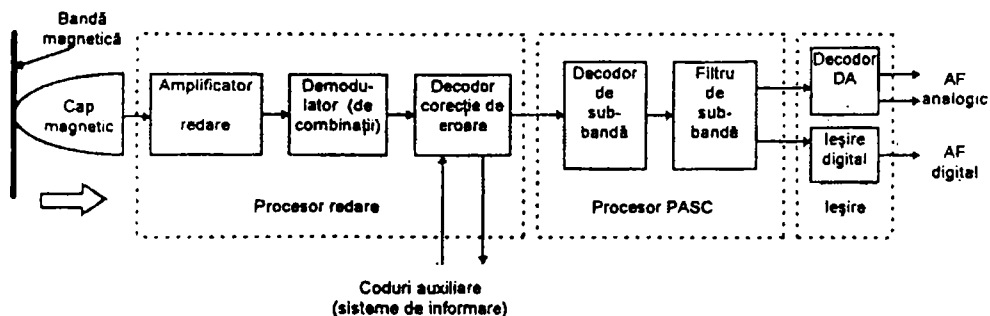 Bandă
magnetică
Cap
magnetic
Amplificator
redare
Demodu-
lator (de
combinații)
Decodor
corecție de
eroara
Procesor redare
Coduri auxiliare
(sisteme de informare)
Decodor
de
sub-
bandă
Filtru
de
sub-
bandă
Procesor PASC
Decodor
DA
Ieșire
digital
Ieșire
AF
analogic
AF
digital